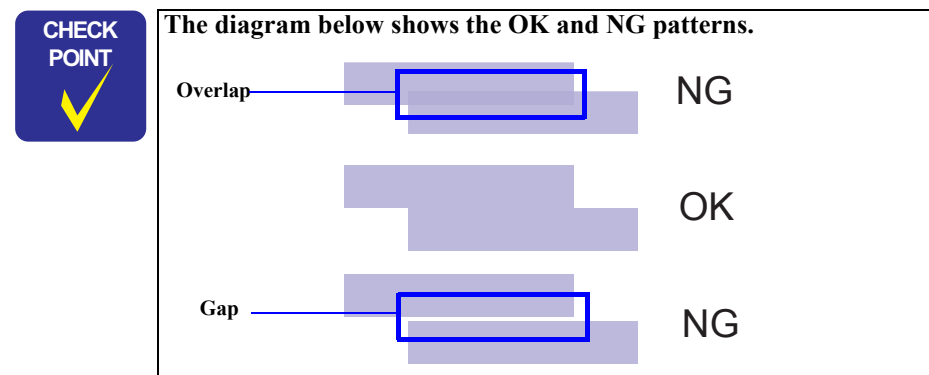 CHECK
POINT
The diagram below shows the OK and NG patterns.
Overlap
NG
OK
Gap
NG